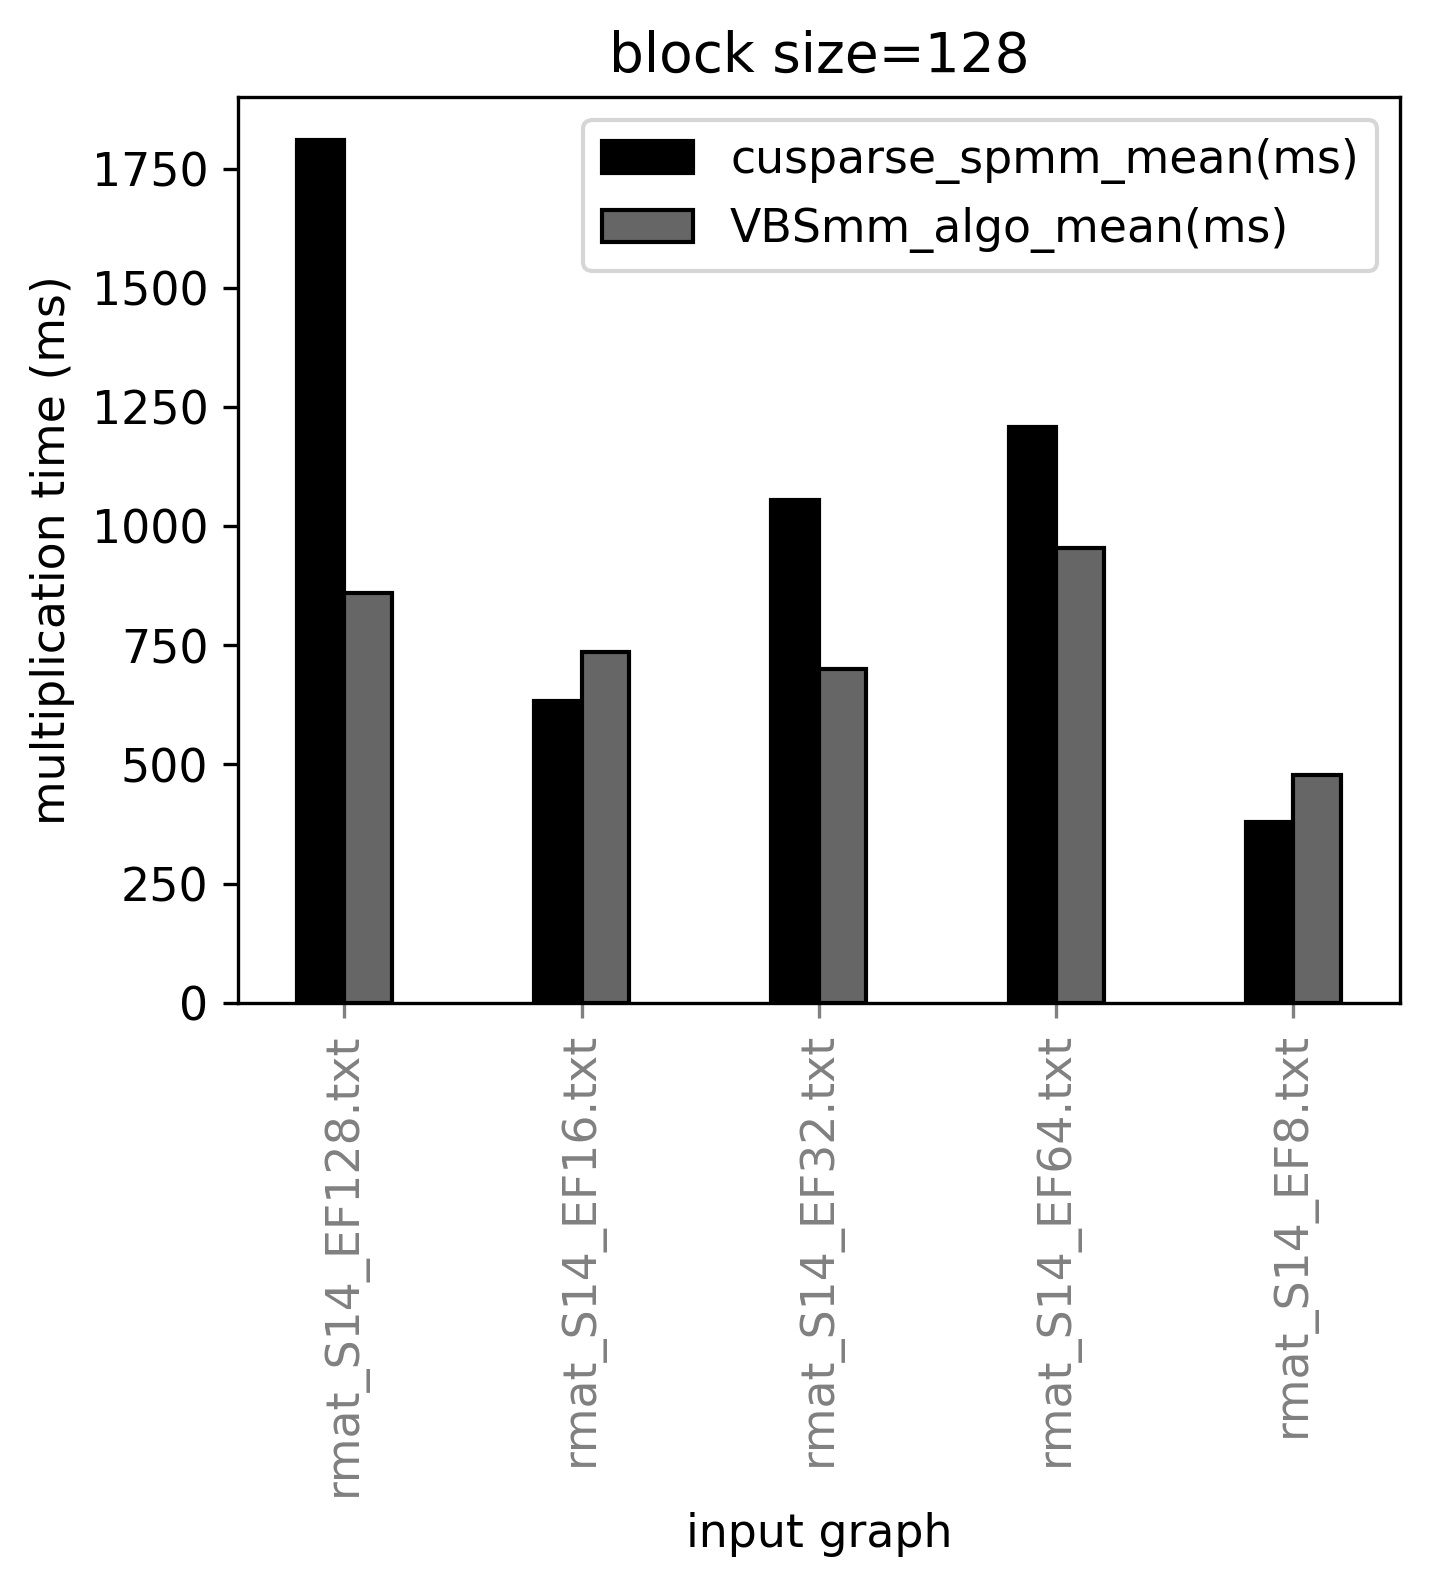 block size=128
cusparse_spmm_mean(ms)
VBSmm_algo_mean(ms)
multiplication time (ms)
1750
1500
1250
1000
750
500
250
0
rmat_S14_EF128.txt
rmat_S14_EF16.txt
rmat_S14_EF32.txt
rmat_S14_EF64.txt
rmat_S14_EF8.txt
input graph